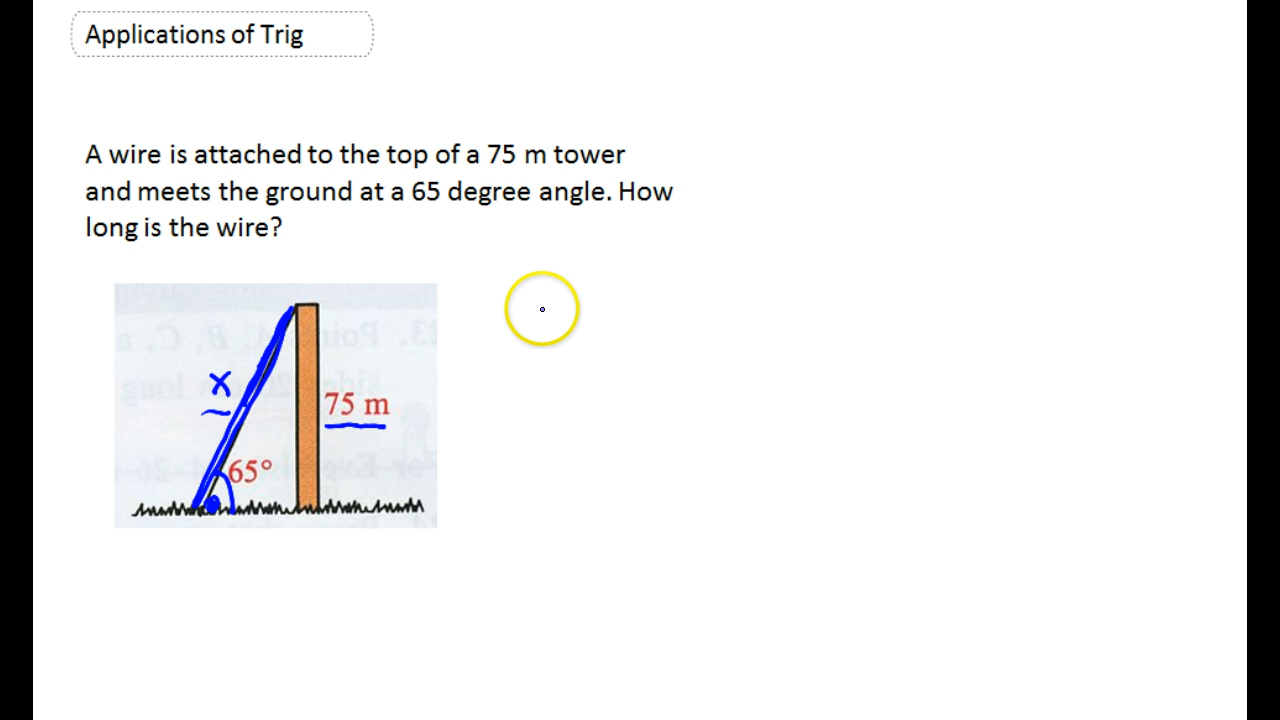 Applications of Trig
A wire is attached to the top of a 75 m tower
and meets the ground at a 65 degree angle. How
long is the wire?
x
75 m
65°